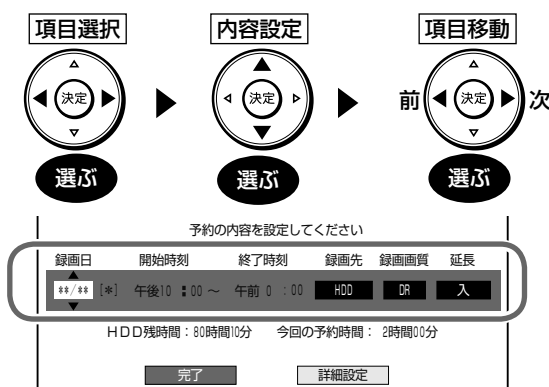 項目選択 内容設定 項目移動
決定 決定 前 決定 次
選ぶ 選ぶ 選ぶ
予約の内容を設定してください
録画日 開始時刻 終了時刻 録画先 録画画質 延長
**/** [*] 午後10:00～ 午前 0:00 HDD DR 入
HDD残時間:80時間10分 今回の予約時間: 2時間00分
完了 詳細設定